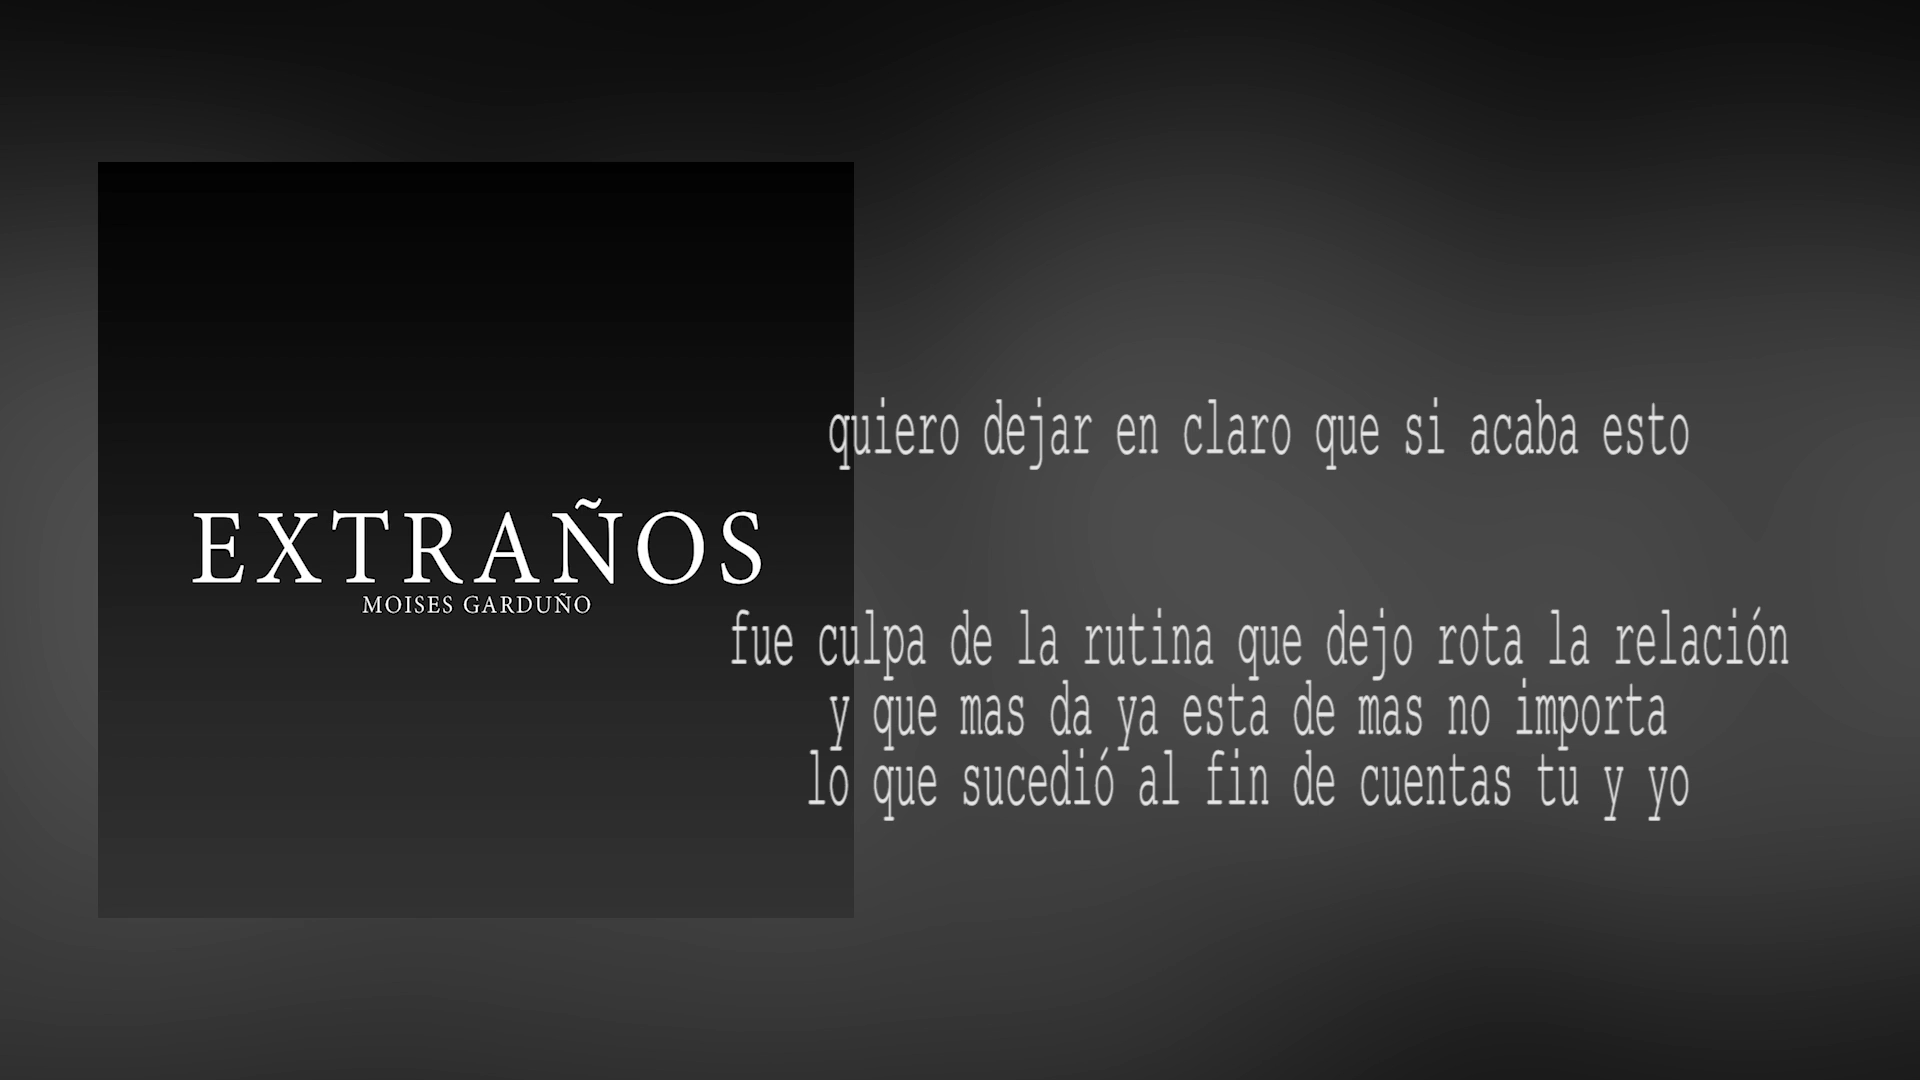 EXTRAÑOS
MOISES GARDUÑO
quiero dejar en claro que si acaba esto
fue culpa de la rutina que dejo rota la relación
y que mas da ya esta de mas no importa
lo que sucedió al fin de cuentas tu y yo